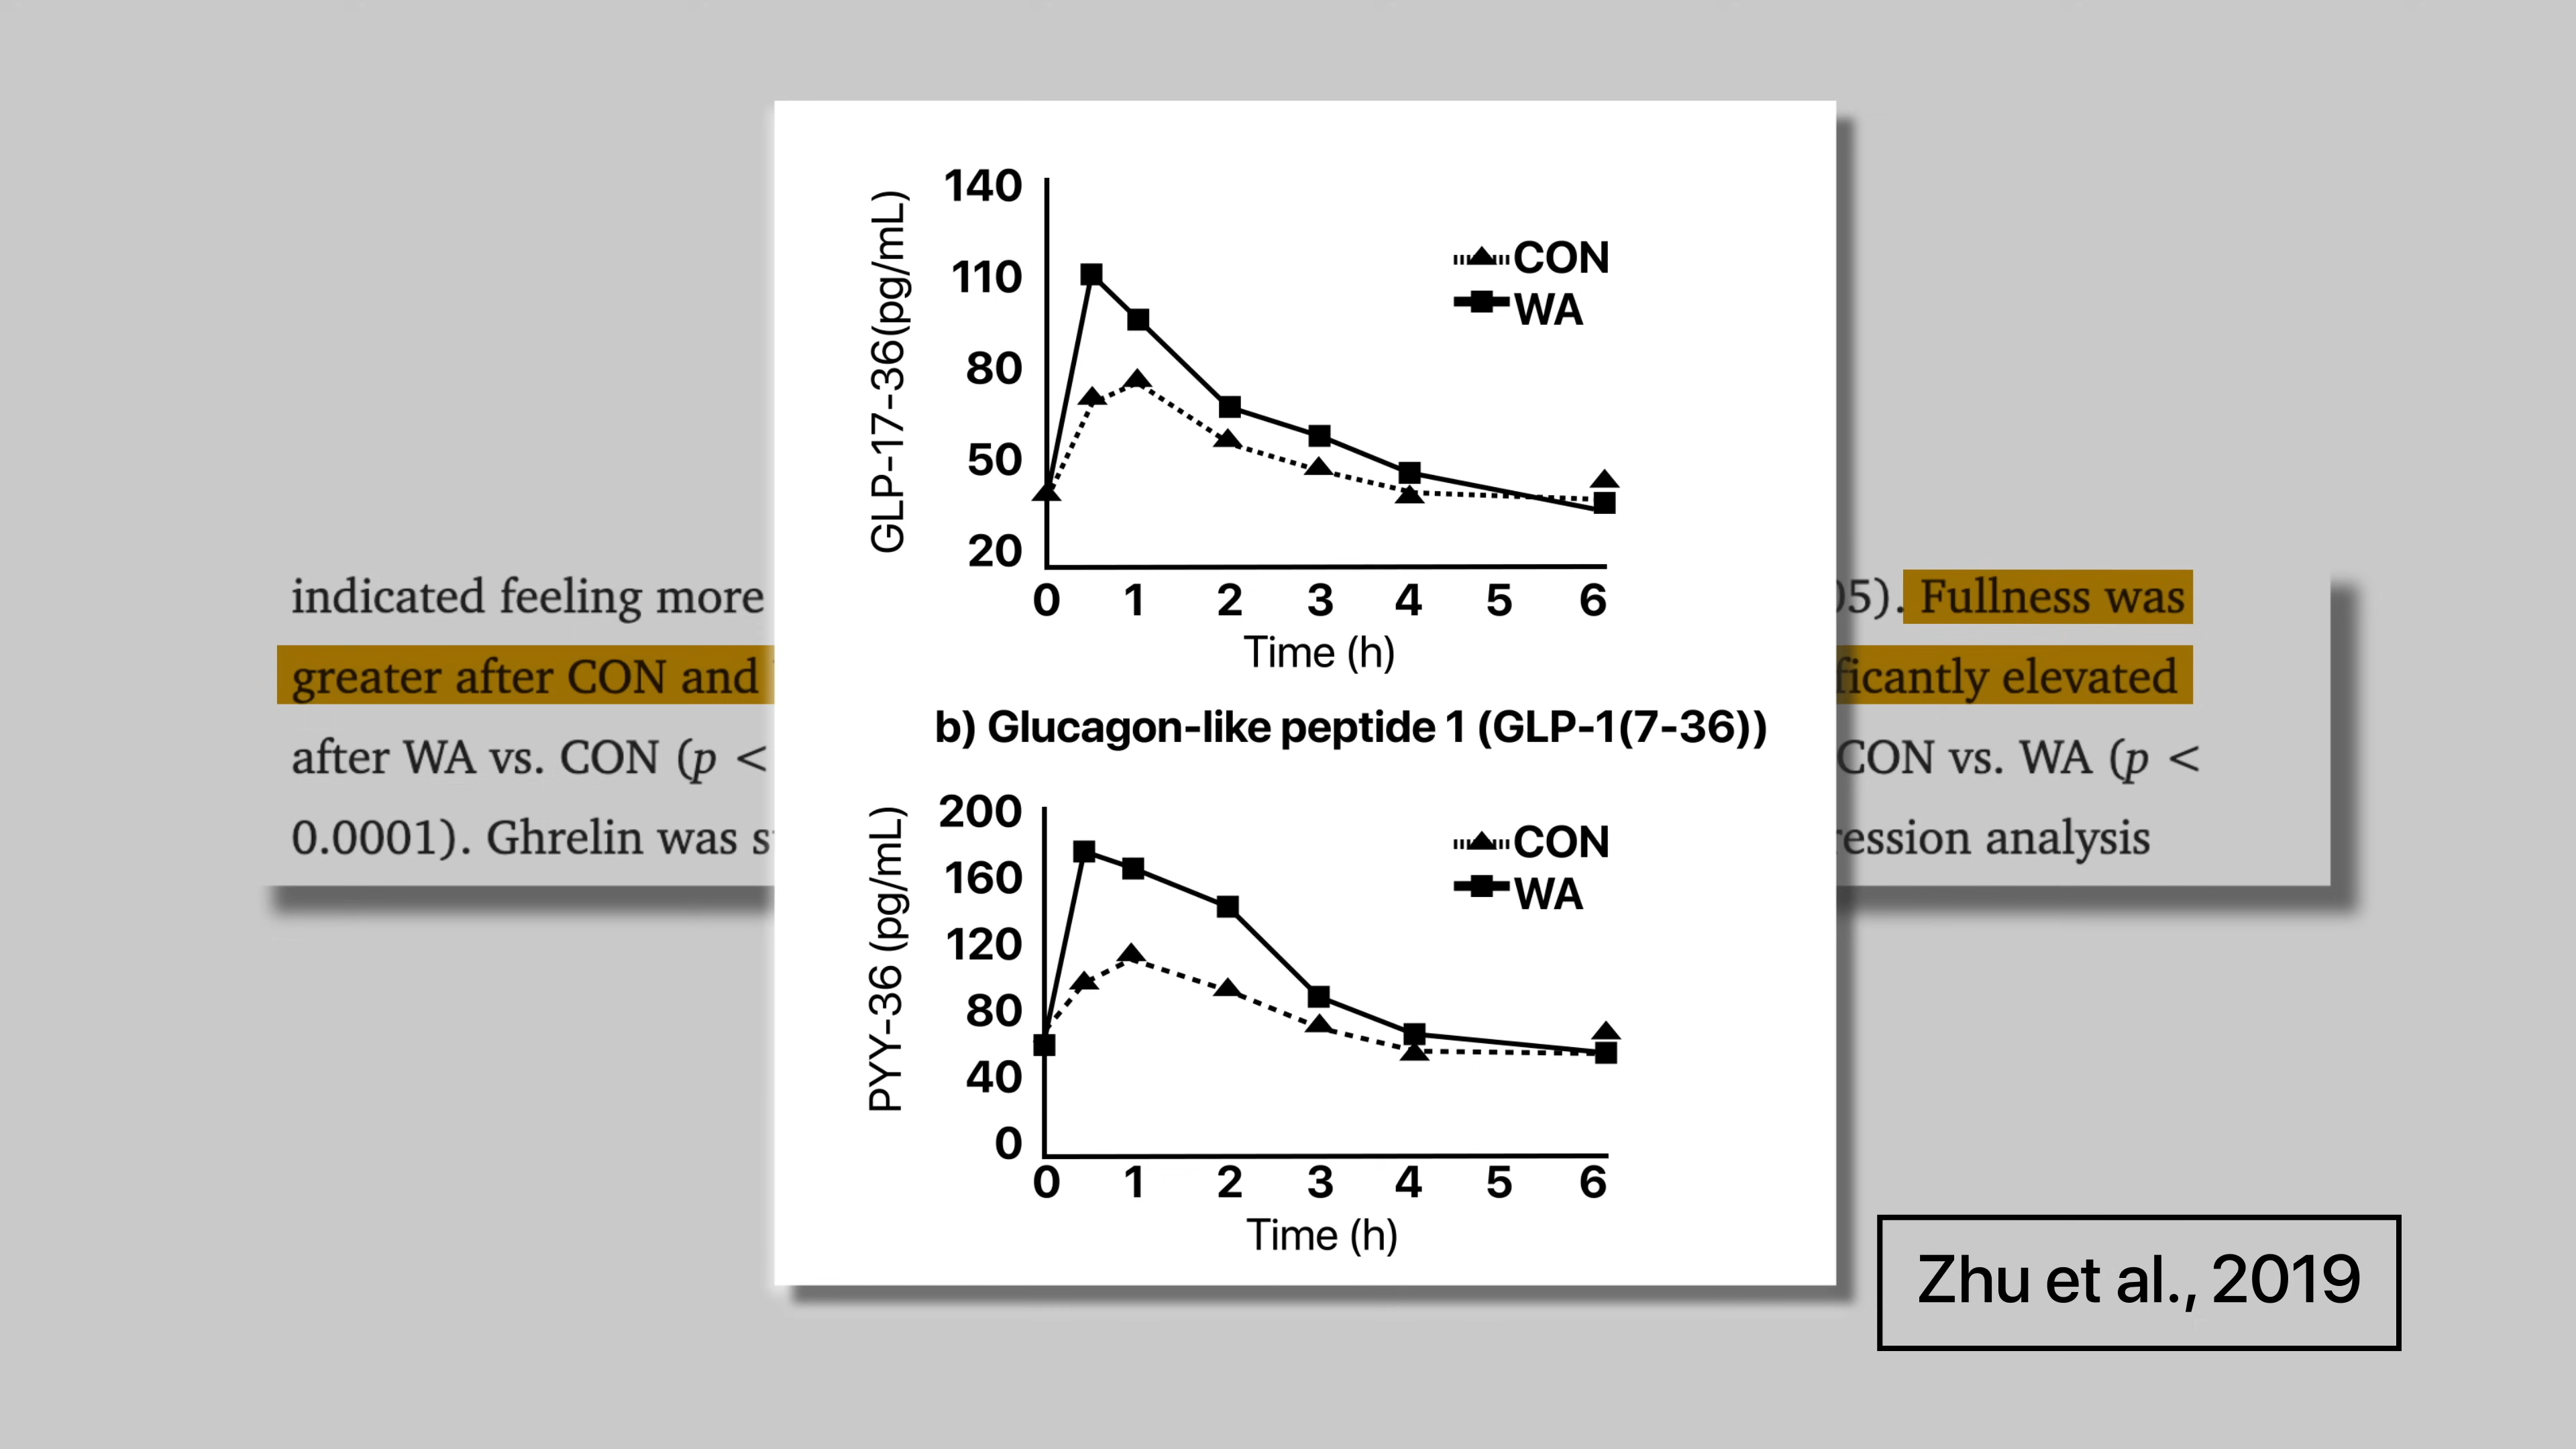 140
110
80
50
20
GLP-17-36(pg/mL)
CON
WA
0 1 2 3 4 5 6
Time (h)
b) Glucagon-like peptide 1 (GLP-1(7-36))
200
160
120
80
40
0
PYY-36 (pg/mL)
CON
WA
0 1 2 3 4 5 6
Time (h)
indicated feeling more
05). Fullness was
greater after CON and
ficantly elevated
after WA vs. CON (p <
CON vs. WA (p <
0.0001). Ghrelin was
ression analysis
Zhu et al., 2019